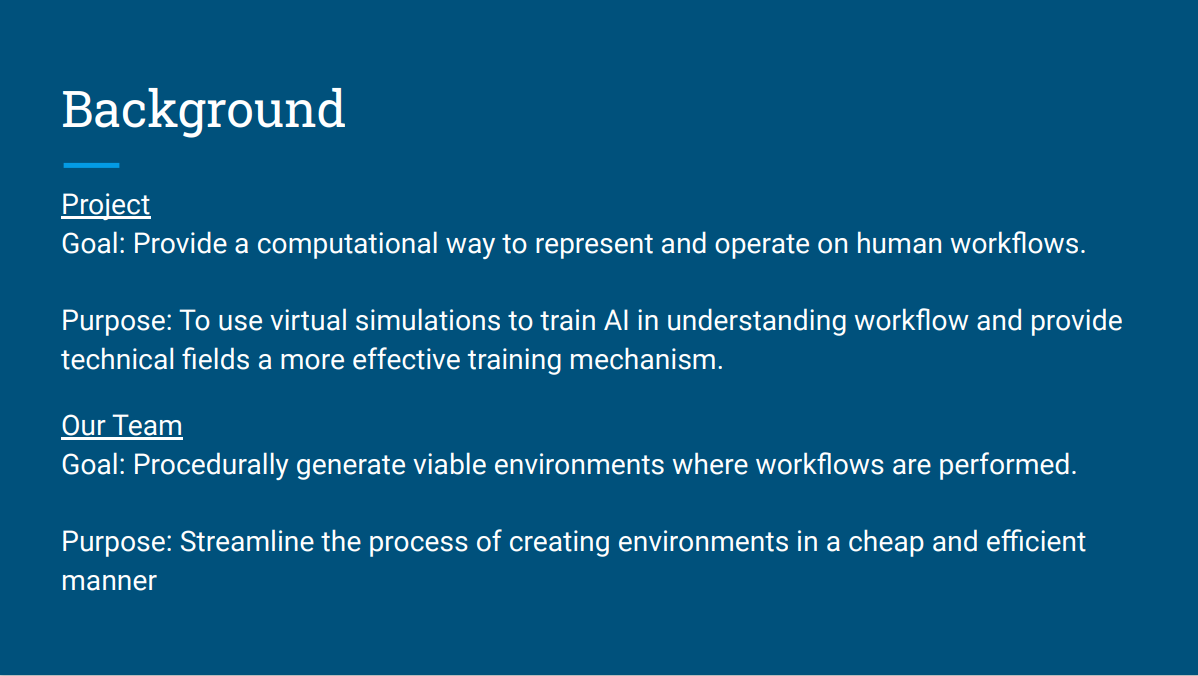 Background
Project
Goal: Provide a computational way to represent and operate on human workflows.
Purpose: To use virtual simulations to train AI in understanding workflow and provide
technical fields a more effective training mechanism.
Our Team
Goal: Procedurally generate viable environments where workflows are performed.
Purpose: Streamline the process of creating environments in a cheap and efficient
manner